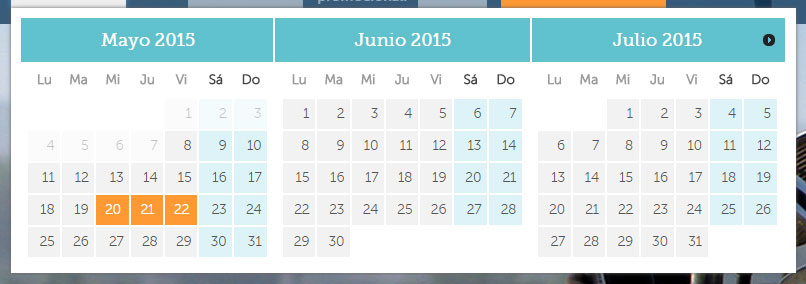 promocional.
Mayo 2015
Lu Ma Mi Ju Vi Sá Do
1 2 3
4 5 6 7 8 9 10
11 12 13 14 15 16 17
18 19 20 21 22 23 24
25 26 27 28 29 30 31
Junio 2015
Lu Ma Mi Ju Vi Sá Do
1 2 3 4 5 6 7
8 9 10 11 12 13 14
15 16 17 18 19 20 21
22 23 24 25 26 27 28
29 30
Julio 2015
Lu Ma Mi Ju Vi Sá Do
1 2 3 4 5
6 7 8 9 10 11 12
13 14 15 16 17 18 19
20 21 22 23 24 25 26
27 28 29 30 31